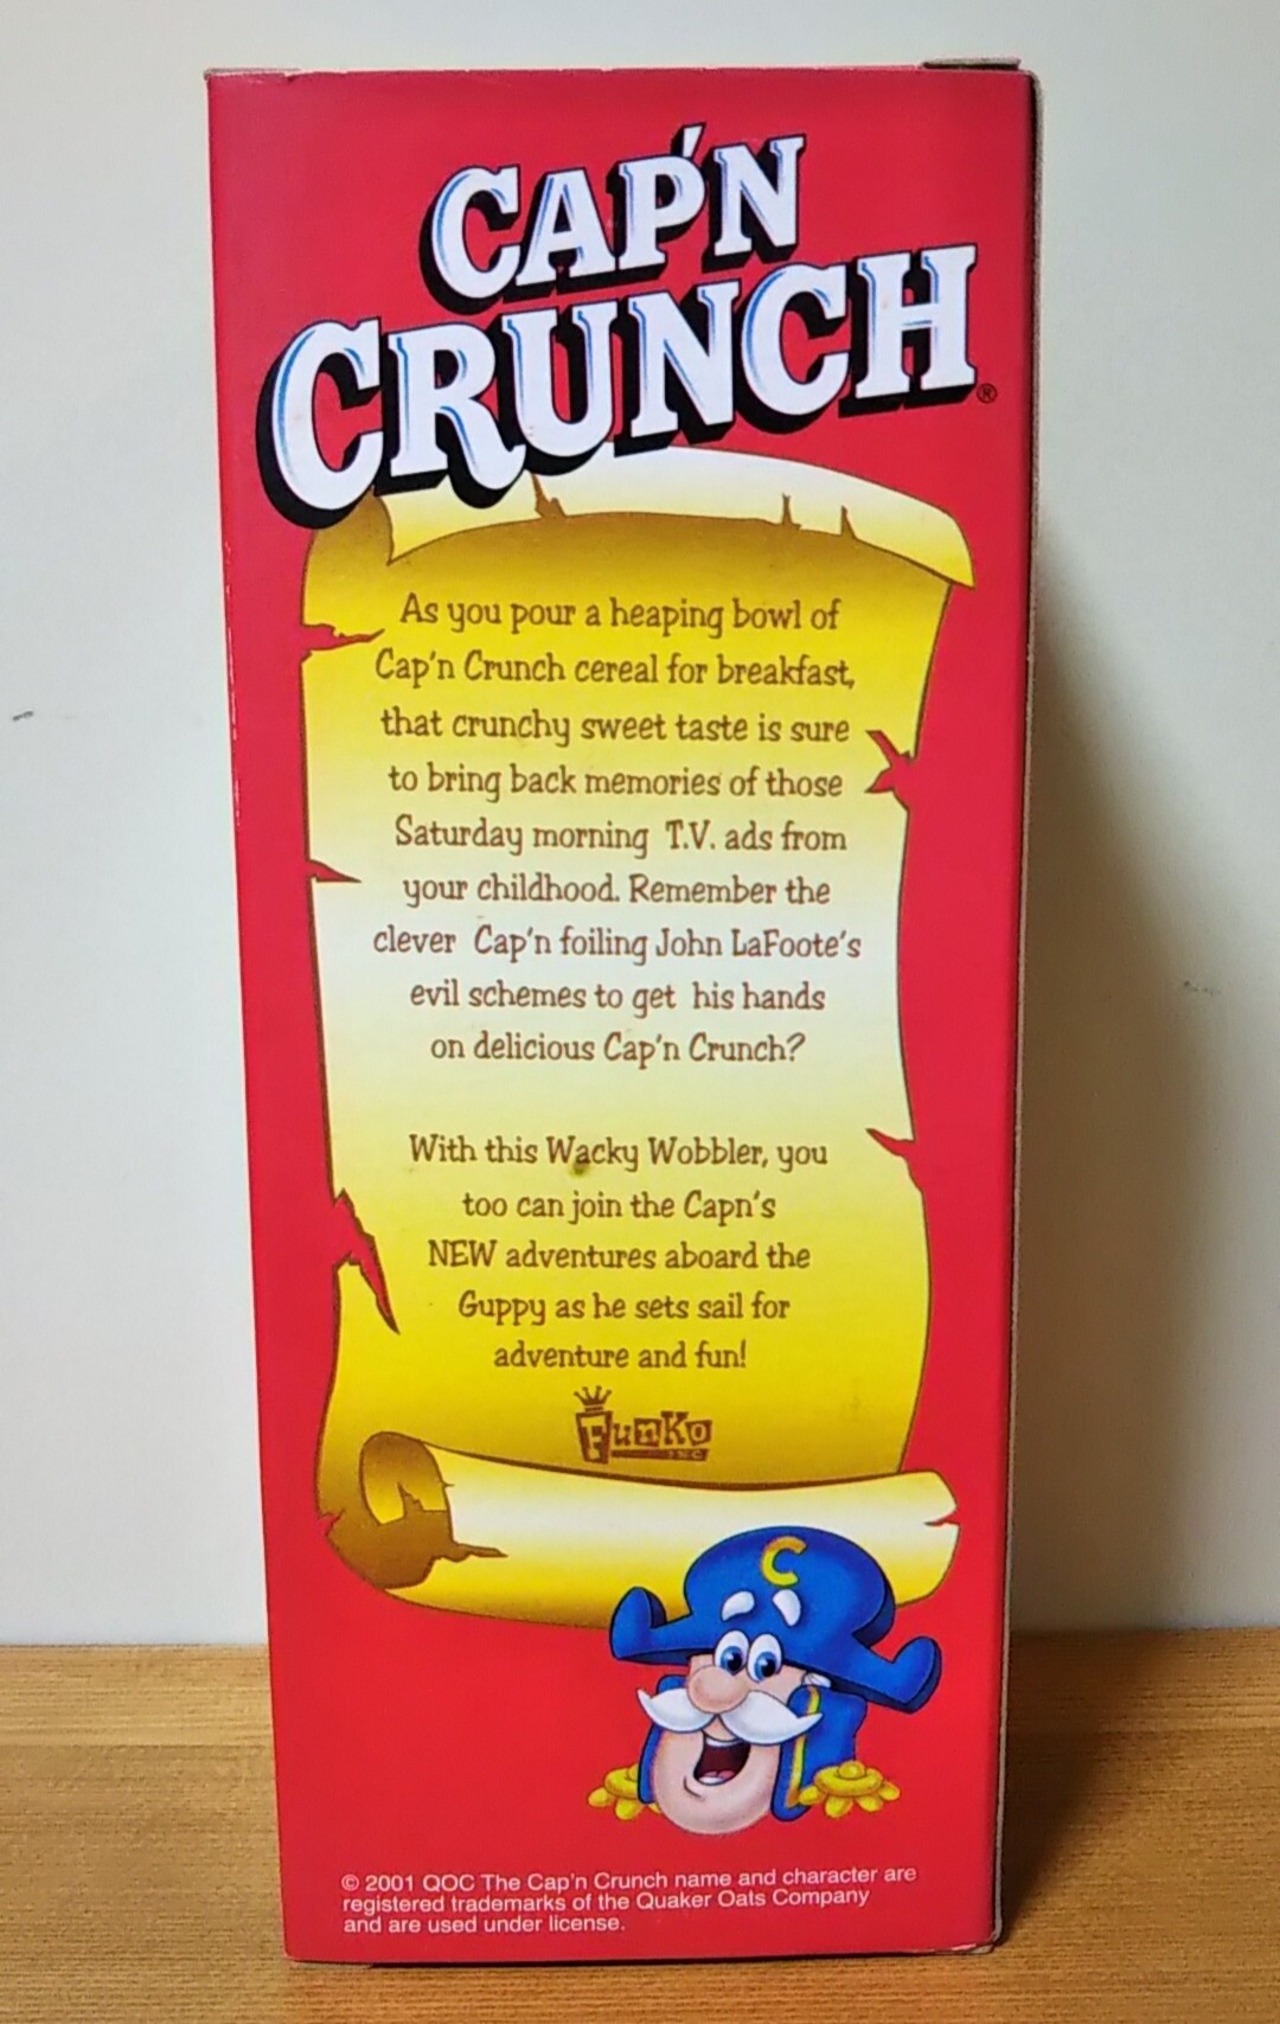 CAP'N
CRUNCH®
As you pour a heaping bowl of
Cap'n Crunch cereal for breakfast,
that crunchy sweet taste is sure
to bring back memories of those
Saturday morning T.V. ads from
your childhood. Remember the
clever Cap'n foiling John LaFoote's
evil schemes to get his hands
on delicious Cap'n Crunch?
With this Wacky Wobbler, you
too can join the Capn's
NEW adventures aboard the
Guppy as he sets sail for
adventure and fun!
Funko
INC
C
© 2001 QOC The Cap'n Crunch name and character are
registered trademarks of the Quaker Oats Company
and are used under license.